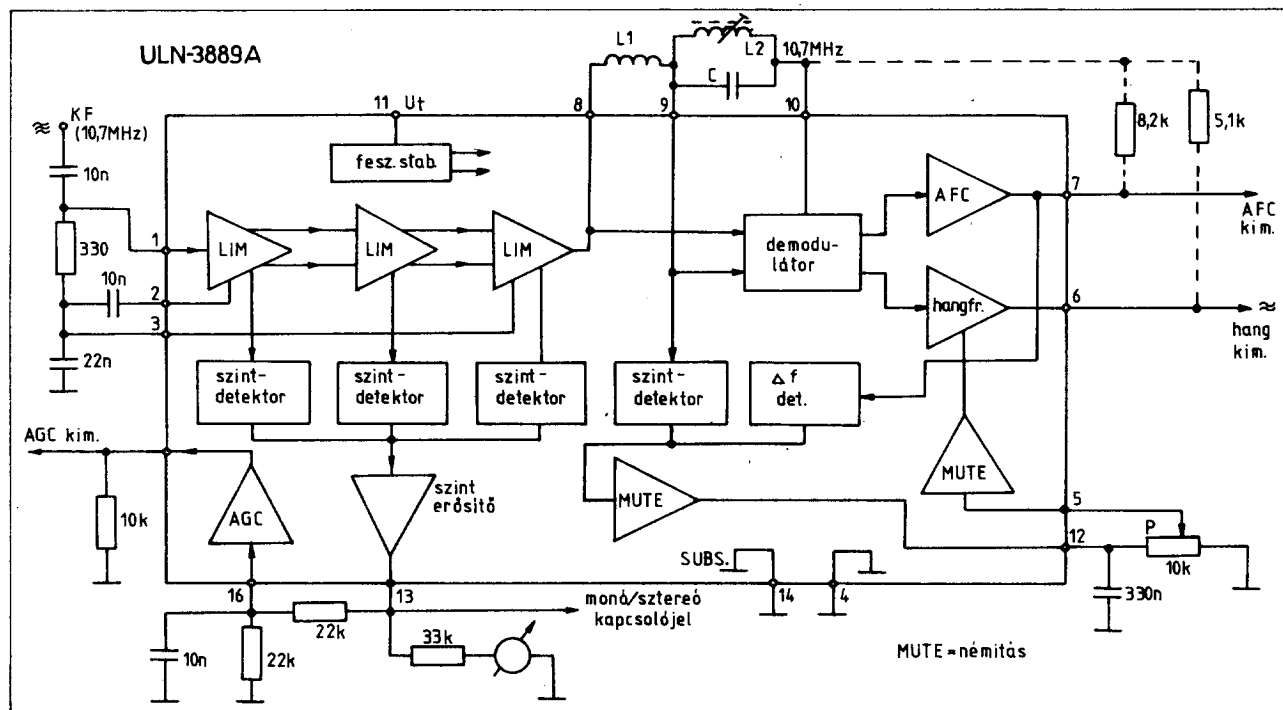 ULN-3889A
L1
L2
10,7MHz
C
11 Ut
8
9
10
KF
≈ (10,7MHz)
10n
fesz. stab.
8,2k
5,1k
7
AFC
AFC
kim.
330
1
LIM
LIM
LIM
demodu-
látor
10n
2
3
hangfr.
6
≈
hang
kim.
22n
szint-
detektor
szint-
detektor
szint-
detektor
szint-
detektor
Δf
det.
AGC kim.
szint
erősítő
MUTE
MUTE
10k
AGC
5
P
12
10k
SUBS.
16
13
14
4
330n
monó/sztereó
kapcsolójel
22k
33k
10n
22k
MUTE=némítás